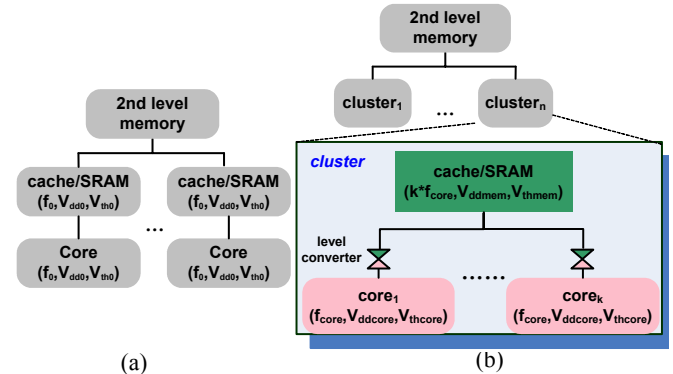 2nd level
memory
cache/SRAM
(f0,Vdd0,Vth0)
cache/SRAM
(f0,Vdd0,Vth0)
...
Core
(f0,Vdd0,Vth0)
Core
(f0,Vdd0,Vth0)
(a)
2nd level
memory
cluster1
...
clustern
cluster
cache/SRAM
(k*fcore,Vddmem,Vthmem)
level
converter
......
core1
(fcore,Vddcore,Vthcore)
corek
(fcore,Vddcore,Vthcore)
(b)